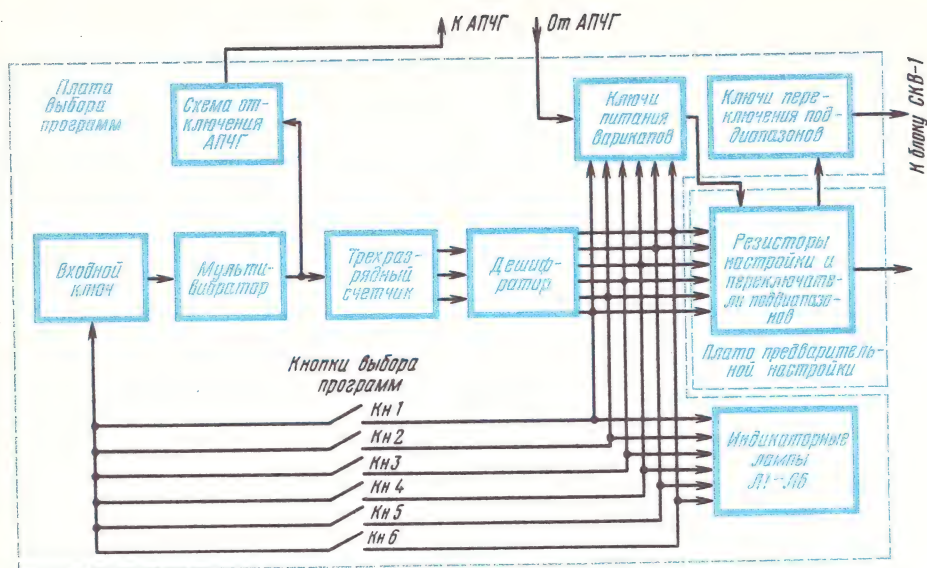 К АПЧГ
От АПЧГ
Плата
выбора
программ
Схема от-
ключения
АПЧГ
Ключи
питания
варикапов
Ключи пере-
ключения под-
диапазонов
К блоку СКВ-1
Входной
ключ
Мульти-
вибратор
Трехраз-
рядный
счетчик
Дешиф-
ратор
Резисторы
настройки и
переключате-
ли поддиапазо-
нов
Плата предваритель-
ной настройки
Кнопки выбора
программ
Кн 1
Кн 2
Кн 3
Кн 4
Кн 5
Кн 6
Индикаторные
лампы
Л1-Л6